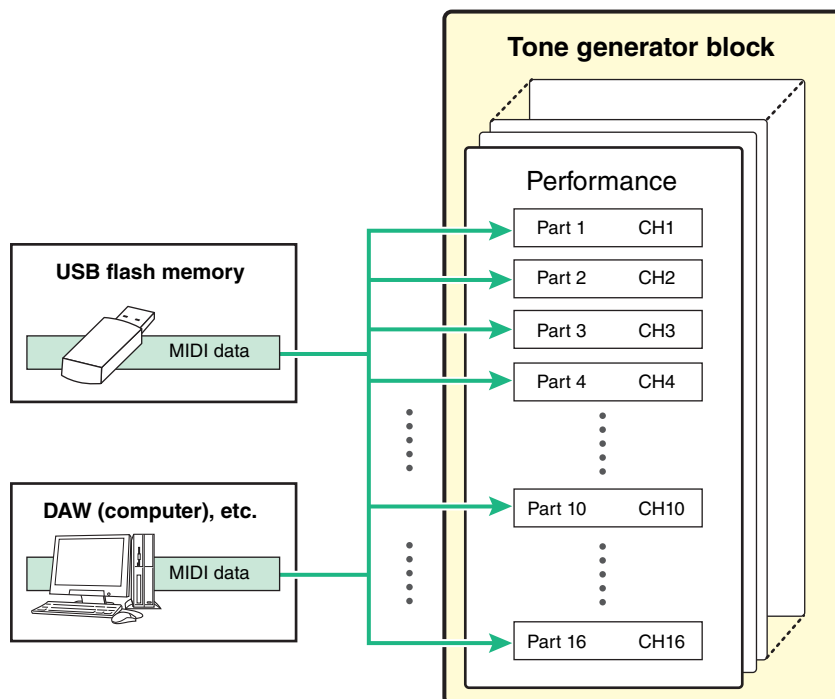 Tone generator block
Performance
Part 1 CH1
Part 2 CH2
Part 3 CH3
Part 4 CH4
Part 10 CH10
Part 16 CH16
USB flash memory
MIDI data
DAW (computer), etc.
MIDI data